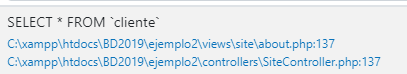 SELECT * FROM `cliente`
C:\xampp\htdocs\BD2019\ejemplo2\views\site\about.php:137
C:\xampp\htdocs\BD2019\ejemplo2\controllers\SiteController.php:137